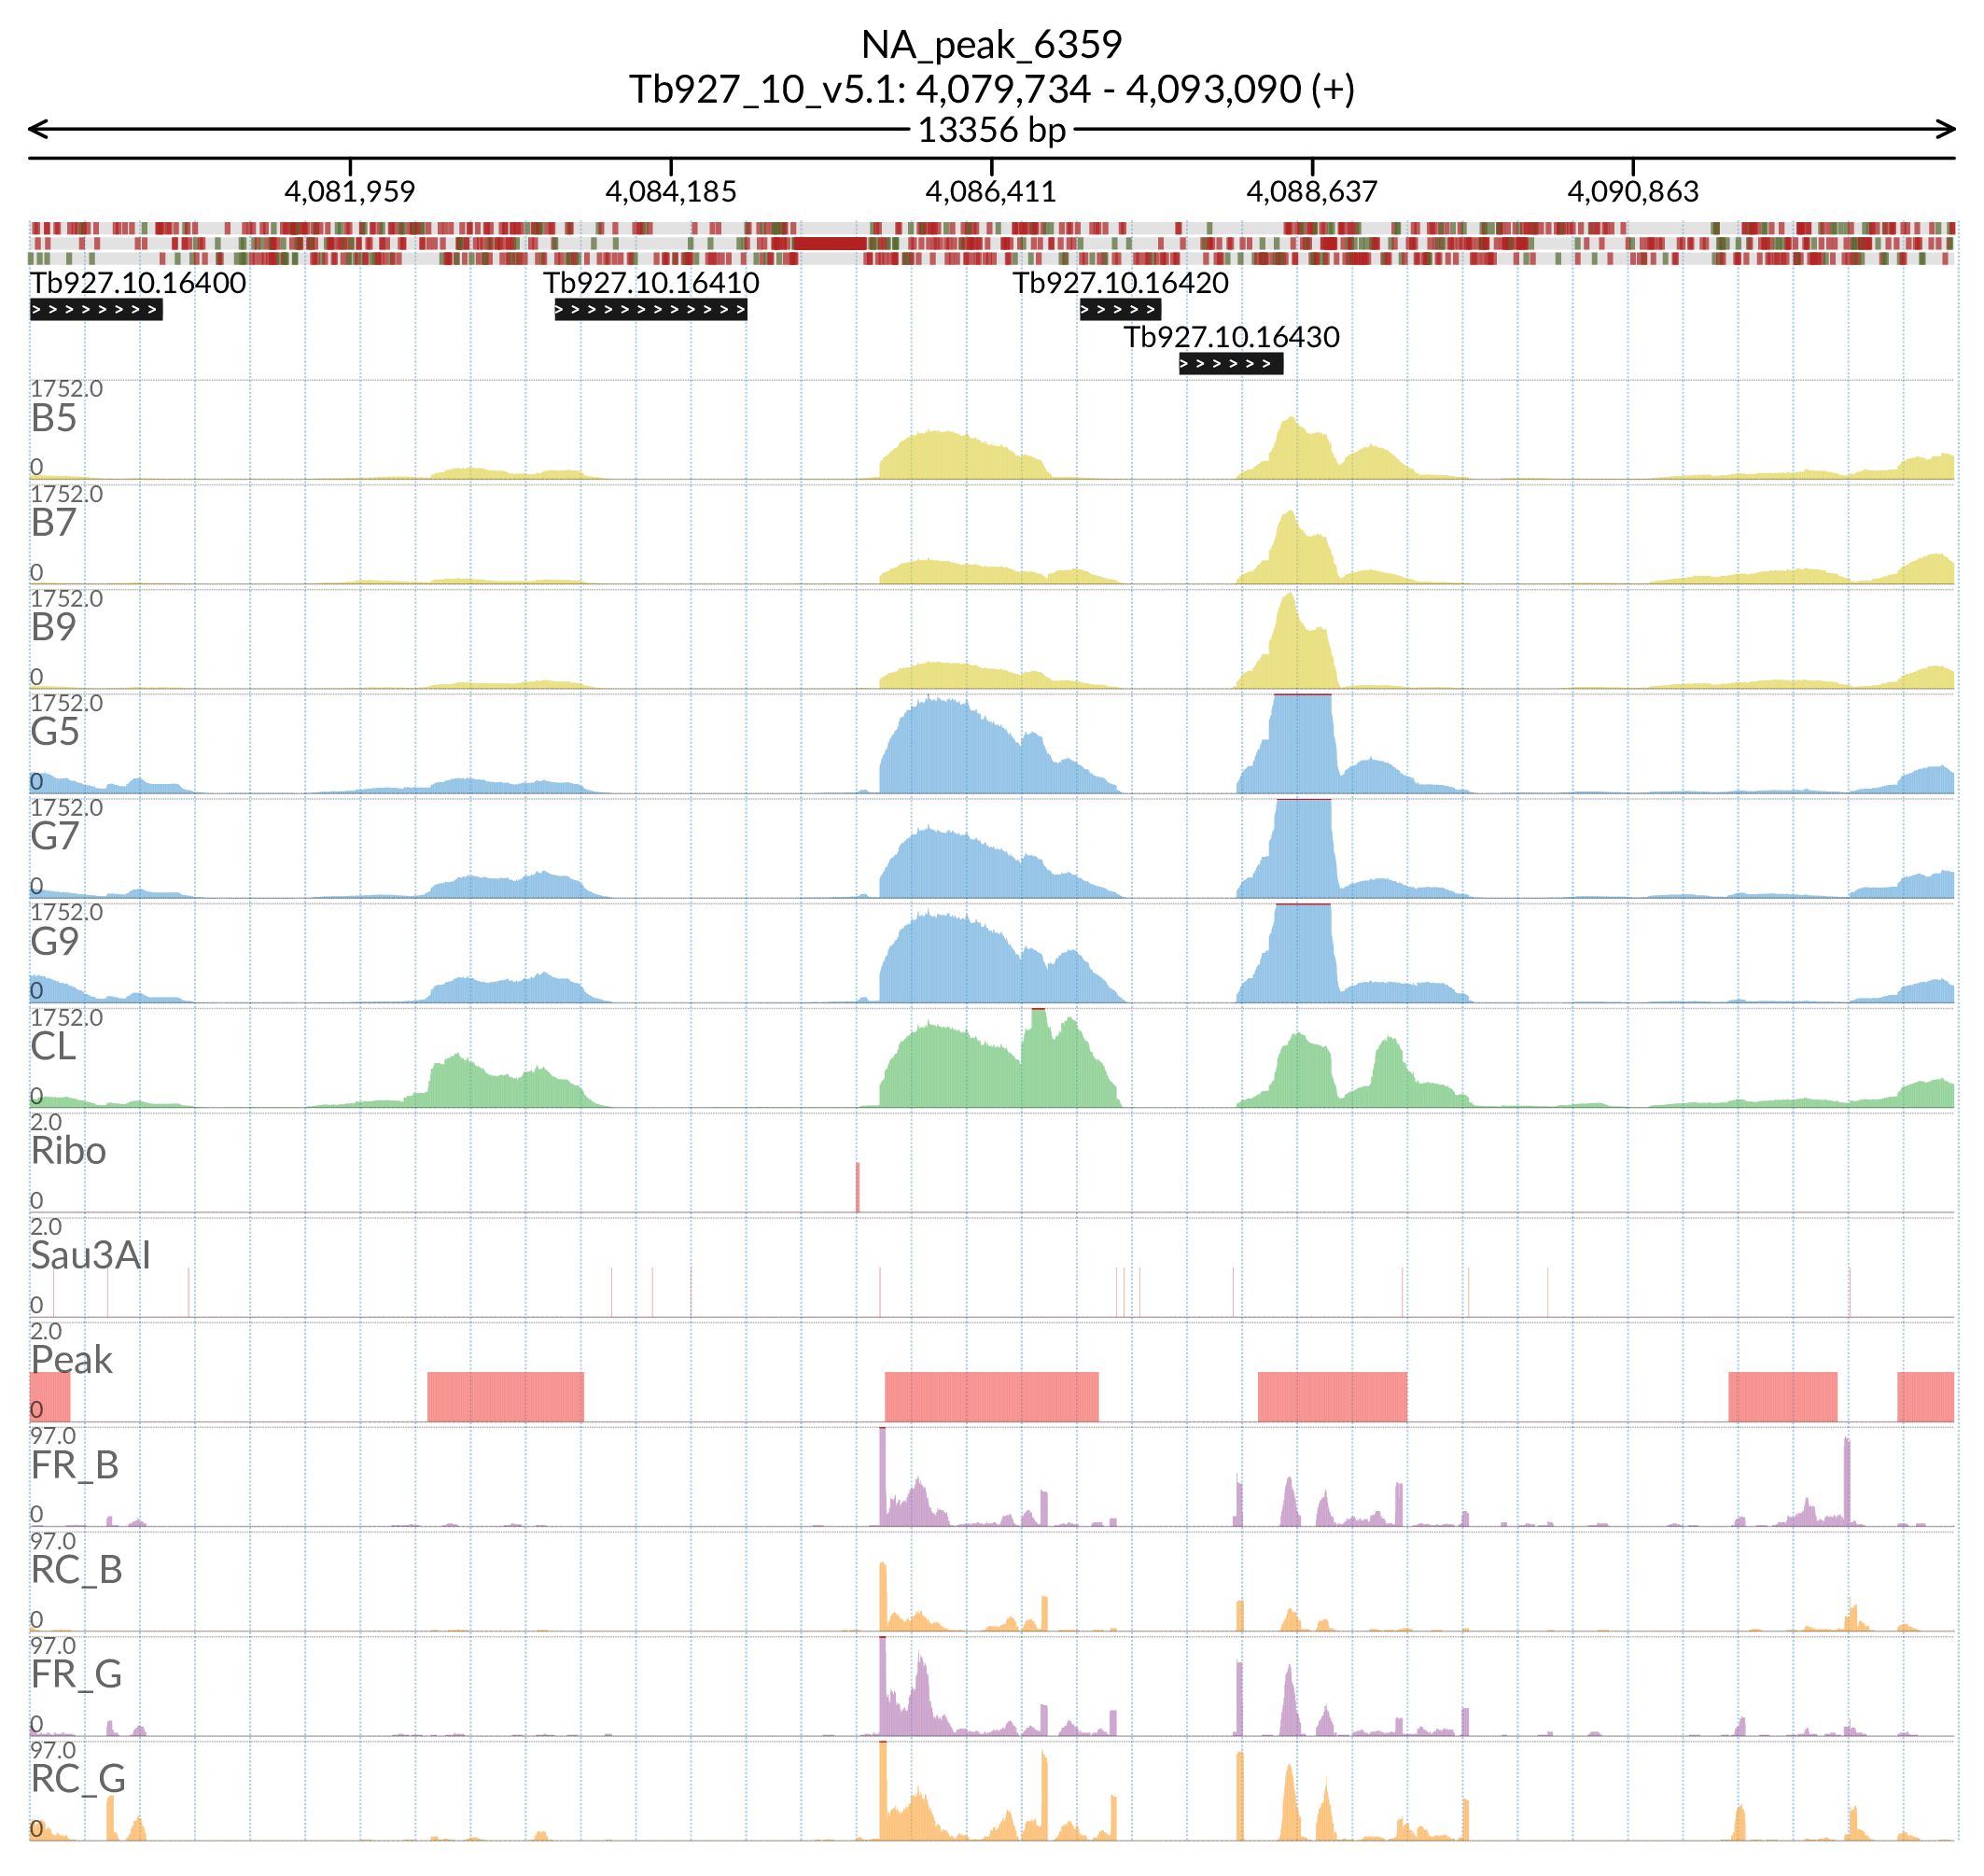 NA_peak_6359
Tb927_10_v5.1: 4,079,734 - 4,093,090 (+)
13356 bp
4,081,959 4,084,185 4,086,411 4,088,637 4,090,863
Tb927.10.16400 Tb927.10.16410 Tb927.10.16420
Tb927.10.16430
1752.0
B5
0
1752.0
B7
0
1752.0
B9
0
1752.0
G5
0
1752.0
G7
0
1752.0
G9
0
1752.0
CL
0
2.0
Ribo
0
2.0
Sau3AI
0
2.0
Peak
0
97.0
FR_B
0
97.0
RC_B
0
97.0
FR_G
0
97.0
RC_G
0